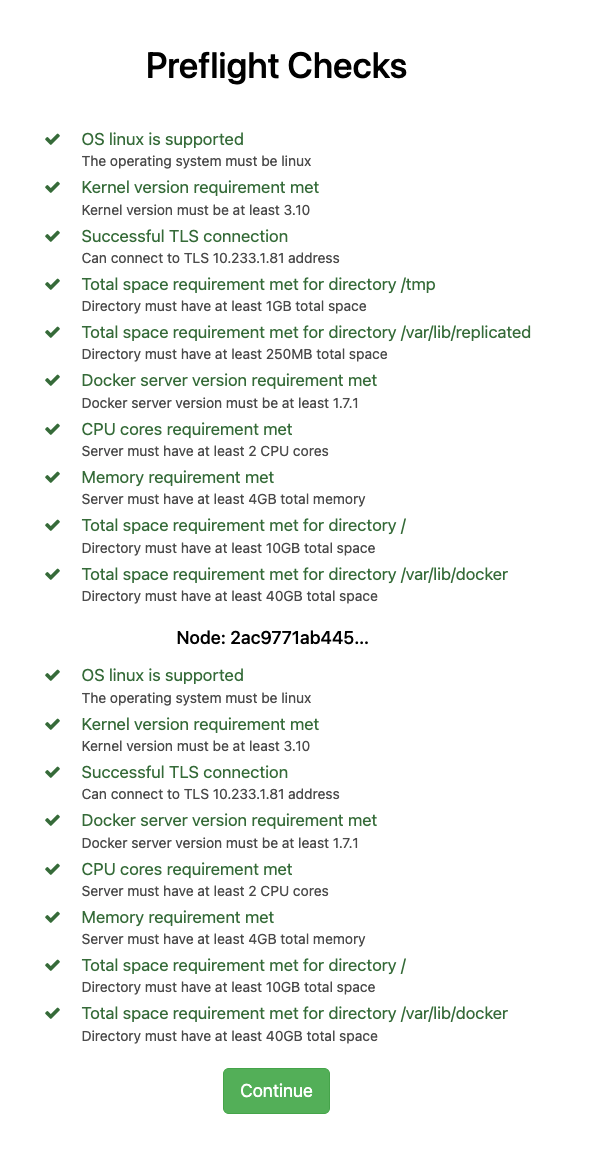 Preflight Checks
OS linux is supported
The operating system must be linux
Kernel version requirement met
Kernel version must be at least 3.10
Successful TLS connection
Can connect to TLS 10.233.1.81 address
Total space requirement met for directory /tmp
Directory must have at least 1GB total space
Total space requirement met for directory /var/lib/replicated
Directory must have at least 250MB total space
Docker server version requirement met
Docker server version must be at least 1.7.1
CPU cores requirement met
Server must have at least 2 CPU cores
Memory requirement met
Server must have at least 4GB total memory
Total space requirement met for directory /
Directory must have at least 10GB total space
Total space requirement met for directory /var/lib/docker
Directory must have at least 40GB total space
Node: 2ac9771ab445...
OS linux is supported
The operating system must be linux
Kernel version requirement met
Kernel version must be at least 3.10
Successful TLS connection
Can connect to TLS 10.233.1.81 address
Docker server version requirement met
Docker server version must be at least 1.7.1
CPU cores requirement met
Server must have at least 2 CPU cores
Memory requirement met
Server must have at least 4GB total memory
Total space requirement met for directory /
Directory must have at least 10GB total space
Total space requirement met for directory /var/lib/docker
Directory must have at least 40GB total space
Continue